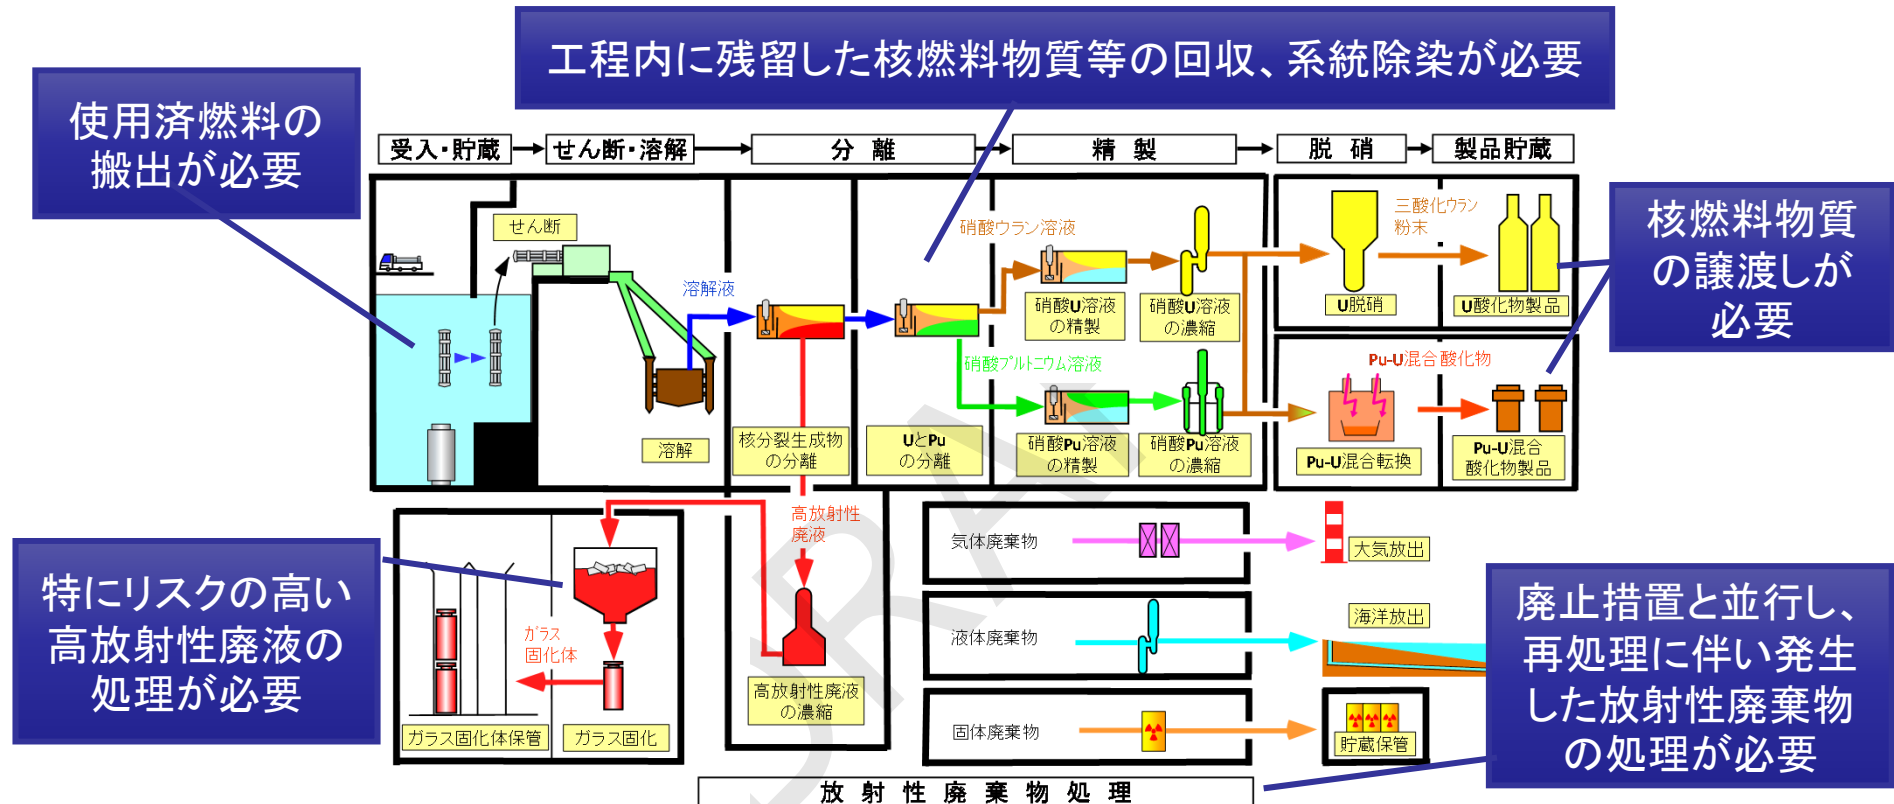 工程内に残留した核燃料物質等の回収、系統除染が必要
使用済燃料の
搬出が必要
受入・貯蔵
せん断・溶解
分離
精製
脱硝
製品貯蔵
せん断
溶解液
溶解
核分裂生成物
の分離
UとPu
の分離
硝酸ウラン溶液
硝酸U溶液
の精製
硝酸U溶液
の濃縮
硝酸プルトニウム溶液
硝酸Pu溶液
の精製
硝酸Pu溶液
の濃縮
三酸化ウラン
粉末
U脱硝
U酸化物製品
Pu-U混合酸化物
Pu-U混合転換
Pu-U混合
酸化物製品
核燃料物質
の譲渡しが
必要
特にリスクの高い
高放射性廃液の
処理が必要
ガラス
固化体
ガラス固化体保管
ガラス固化
高放射性
廃液
高放射性廃液
の濃縮
気体廃棄物
大気放出
液体廃棄物
海洋放出
固体廃棄物
貯蔵保管
廃止措置と並行し、
再処理に伴い発生
した放射性廃棄物
の処理が必要
放射性廃棄物処理